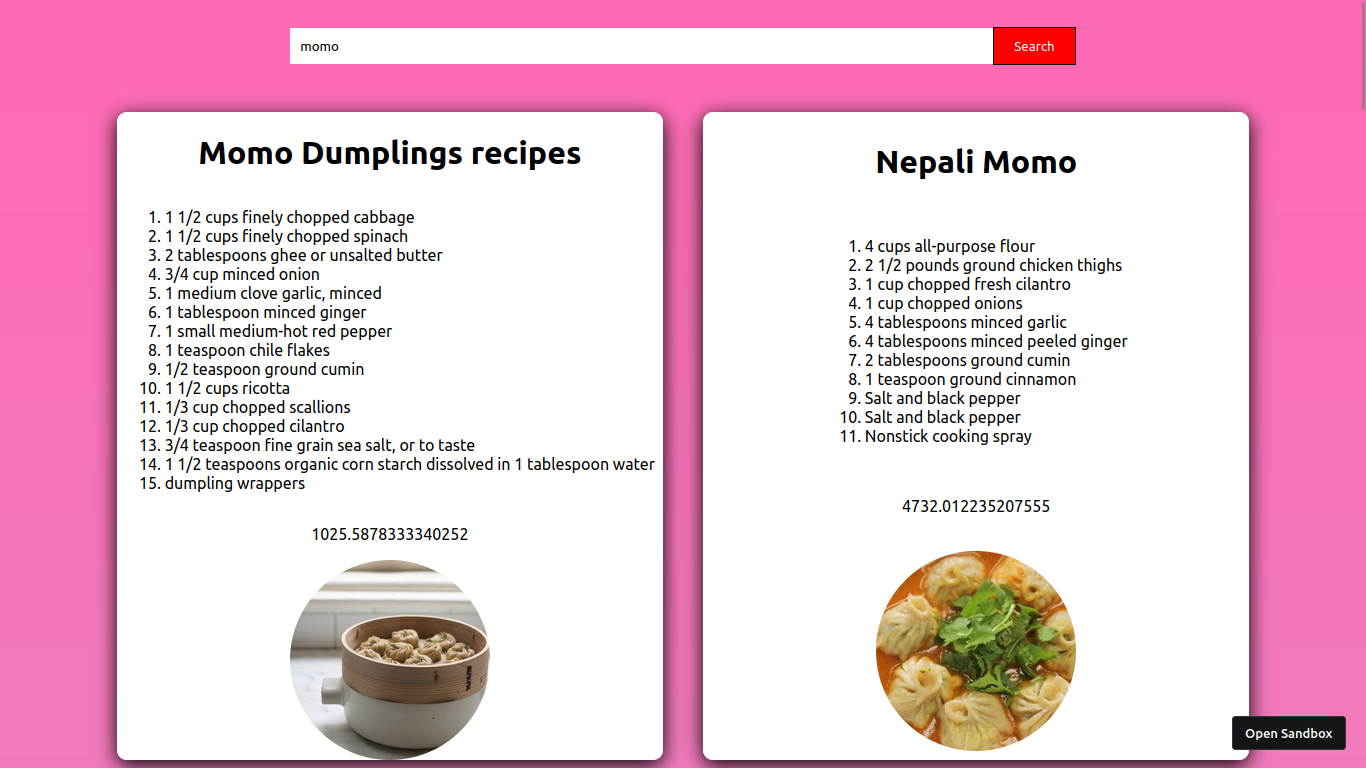 momo
Search
Momo Dumplings recipes
1. 1 1/2 cups finely chopped cabbage
2. 1 1/2 cups finely chopped spinach
3. 2 tablespoons ghee or unsalted butter
4. 3/4 cup minced onion
5. 1 medium clove garlic, minced
6. 1 tablespoon minced ginger
7. 1 small medium-hot red pepper
8. 1 teaspoon chile flakes
9. 1/2 teaspoon ground cumin
10. 1 1/2 cups ricotta
11. 1/3 cup chopped scallions
12. 1/3 cup chopped cilantro
13. 3/4 teaspoon fine grain sea salt, or to taste
14. 1 1/2 teaspoons organic corn starch dissolved in 1 tablespoon water
15. dumpling wrappers
1025.5878333340252
Nepali Momo
1. 4 cups all-purpose flour
2. 2 1/2 pounds ground chicken thighs
3. 1 cup chopped fresh cilantro
4. 1 cup chopped onions
5. 4 tablespoons minced garlic
6. 4 tablespoons minced peeled ginger
7. 2 tablespoons ground cumin
8. 1 teaspoon ground cinnamon
9. Salt and black pepper
10. Salt and black pepper
11. Nonstick cooking spray
4732.012235207555
Open Sandbox